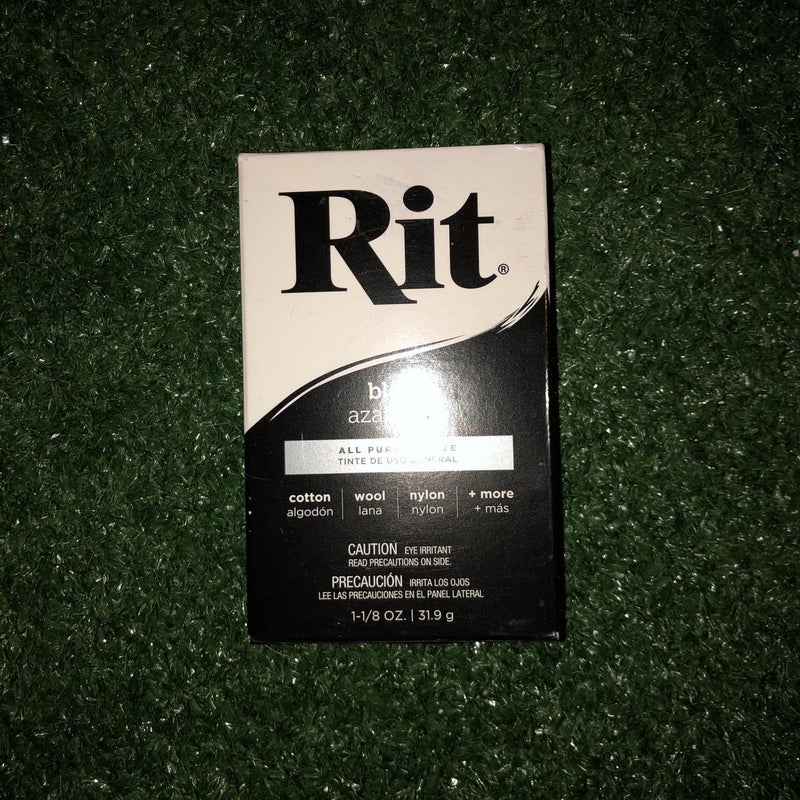 Rit®
ALL
TINTE DE USO
cotton
algodón
wool
lana
nylon
nylon
+ more
+ más
CAUTION EYE IRRITANT
READ PRECAUTIONS ON SIDE.
PRECAUCIÓN IRRITA LOS OJOS
LEE LAS PRECAUCIONES EN EL PANEL LATERAL
1-1/8 OZ. | 31.9 g